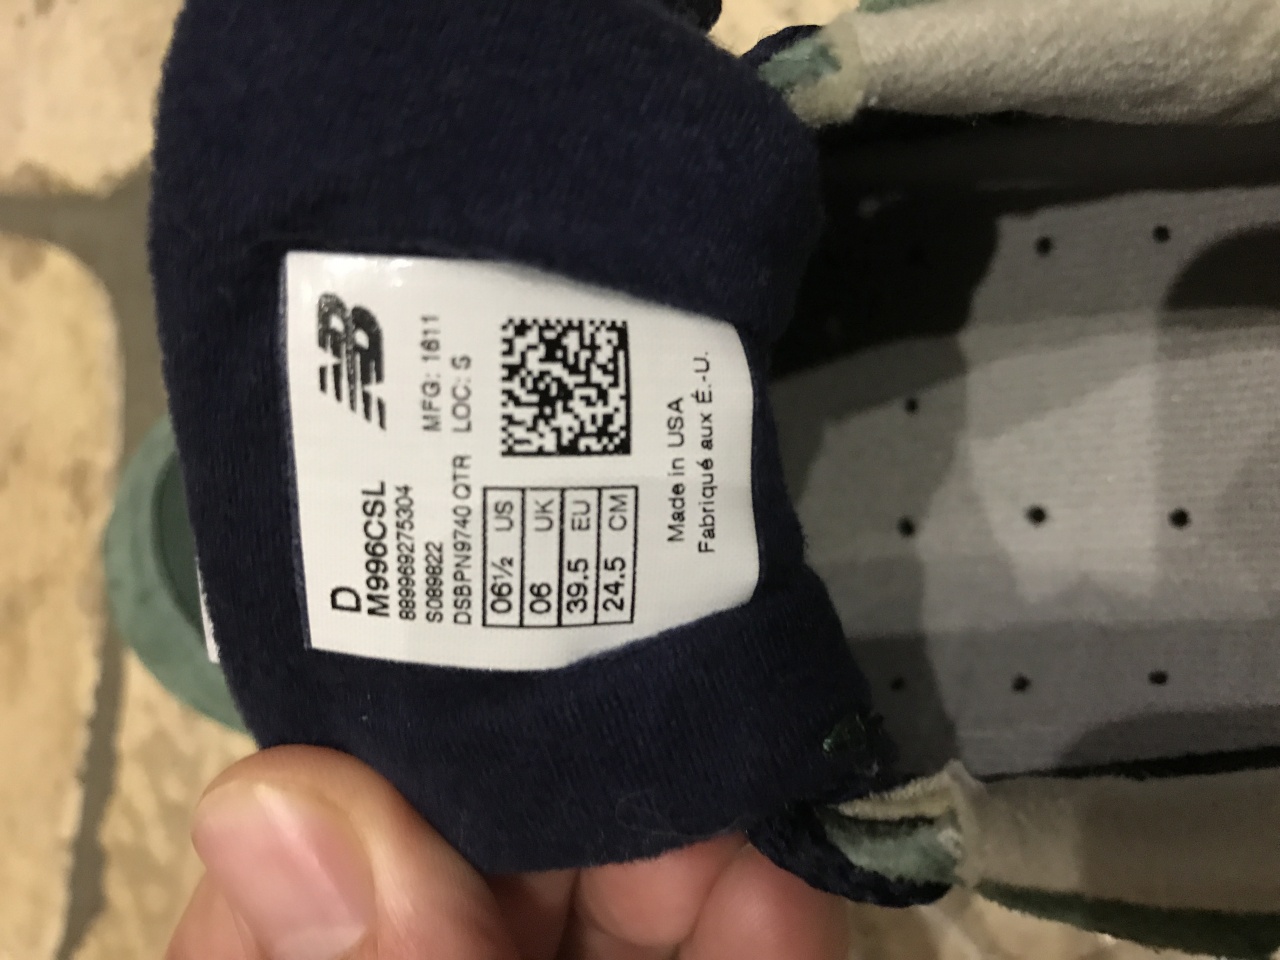 D
M996CSL
889969275304 MFG: 1611
S089822
DSBPN9740 QTR LOC: S
06½ US
06 UK
39.5 EU
24.5 CM
Made in USA
Fabriqué aux É.-U.